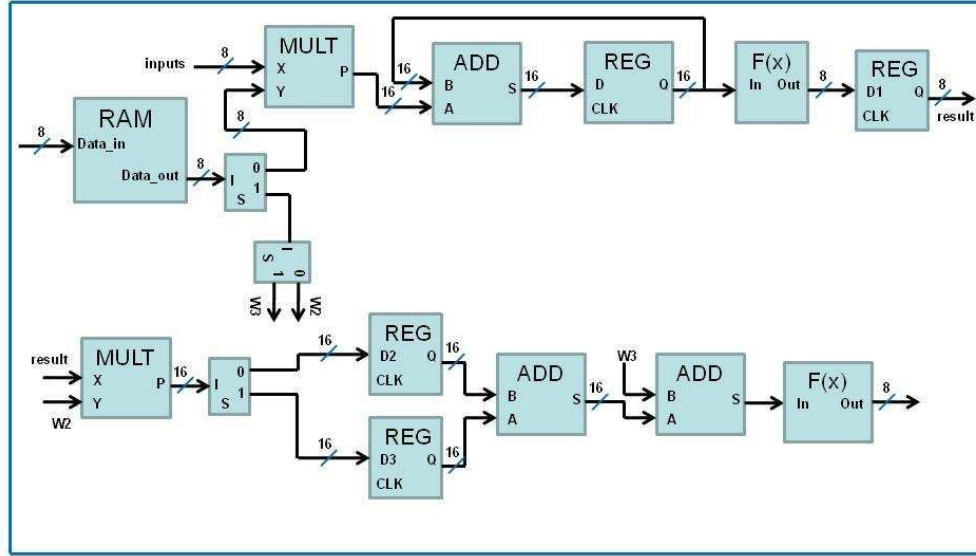 MULT
inputs
8
X
Y
P
16
16
ADD
B
A
S
16
REG
D
CLK
Q
16
F(x)
In
Out
8
REG
D1
CLK
Q
8
result
8
RAM
8
Data_in
Data_out
8
I
S
0
1
I
S
1
0
W3
W2
result
MULT
X
Y
P
W2
16
I
S
0
1
16
REG
D2
CLK
Q
16
16
REG
D3
CLK
Q
16
ADD
B
A
S
16
W3
ADD
B
A
S
F(x)
In
Out
8